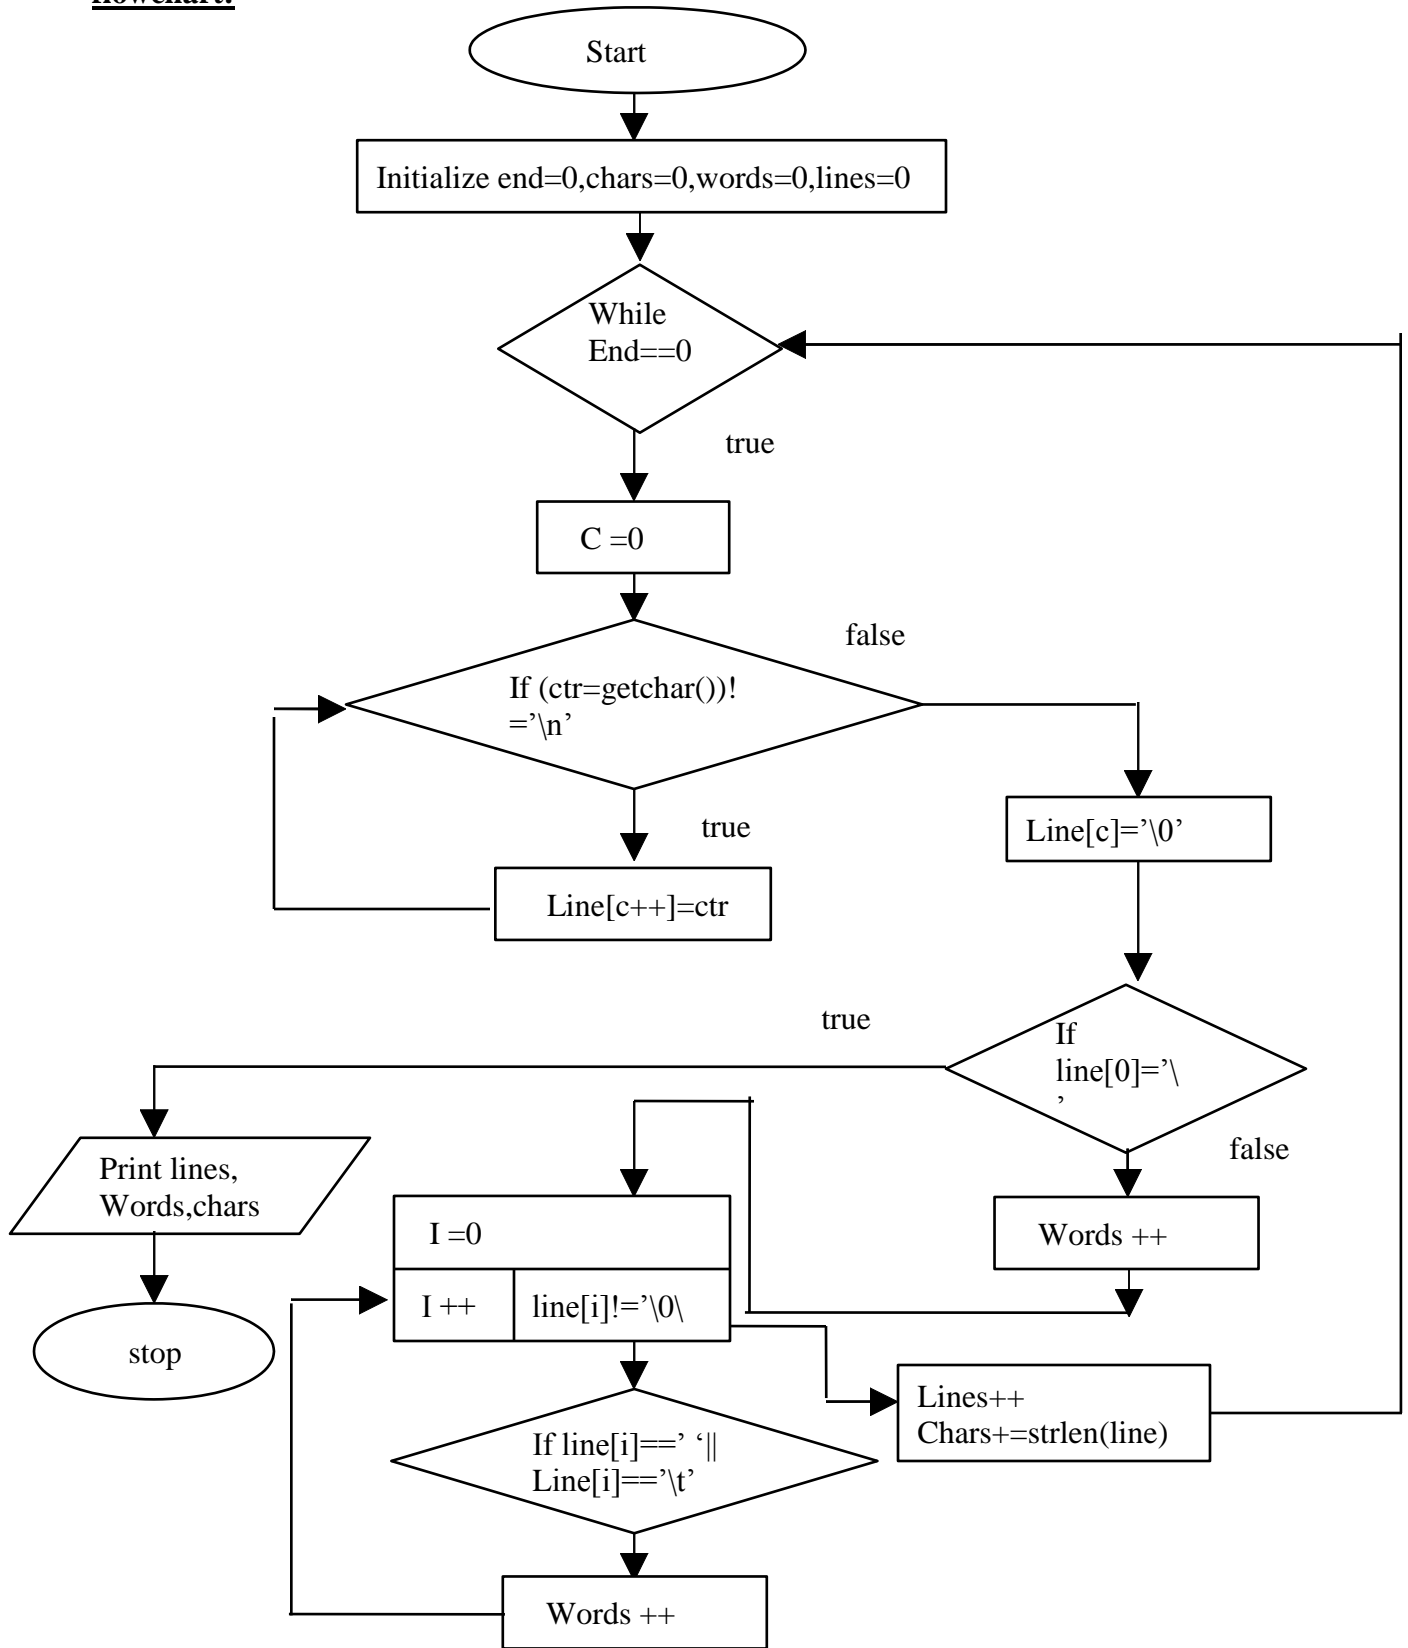 flowchart:
Start
Initialize end=0,chars=0,words=0,lines=0
While
End==0
true
C =0
false
If (ctr=getchar())!
=’\n’
true
Line[c++]=ctr
Line[c]=’\0’
true
If
line[0]=’\
’
false
Print lines,
Words,chars
Words ++
I =0
I ++
line[i]!=’\0\
stop
Lines++
Chars+=strlen(line)
If line[i]==’ ‘||
Line[i]==’\t’
Words ++